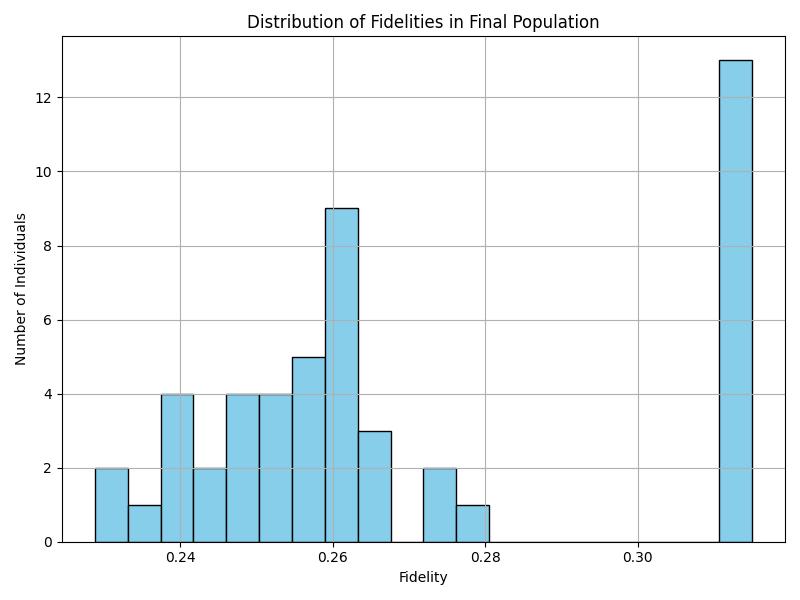 Distribution of Fidelities in Final Population
Number of Individuals
12
10
8
6
4
2
0
0.24 0.26 0.28 0.30
Fidelity